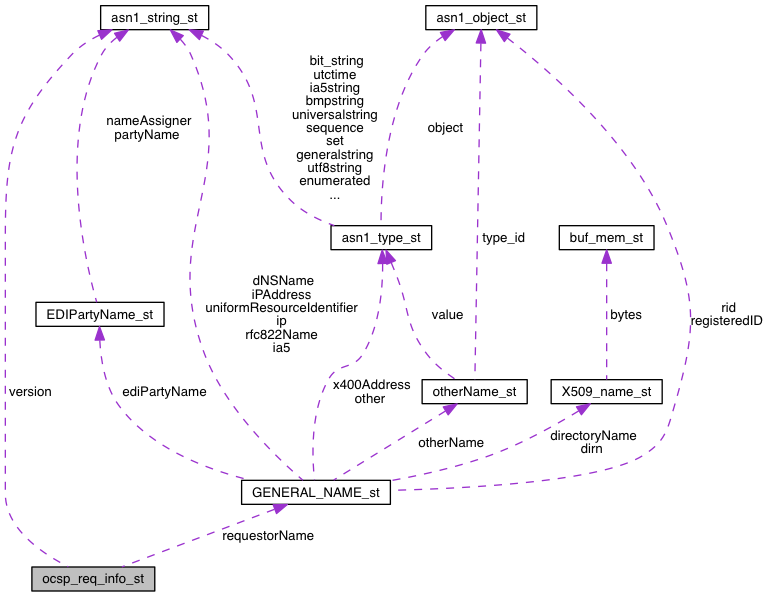 asn1_string_st
asn1_object_st
bit_string
utctime
ia5string
bmpstring
universalstring
sequence
set
generalstring
utf8string
enumerated
...
nameAssigner
partyName
object
asn1_type_st
type_id
buf_mem_st
dNSName
iPAddress
uniformResourceIdentifier
ip
rfc822Name
ia5
EDIPartyName_st
value
bytes
rid
registeredID
version
ediPartyName
x400Address
other
otherName_st
X509_name_st
otherName
directoryName
dirn
GENERAL_NAME_st
requestorName
ocsp_req_info_st